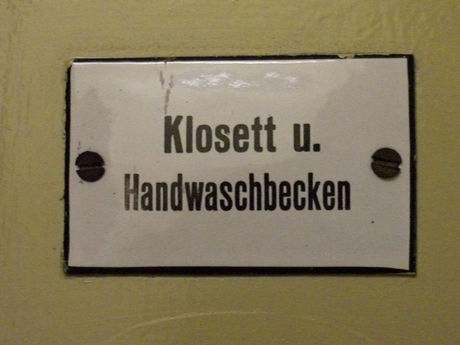 Klosett u.
Handwaschbecken